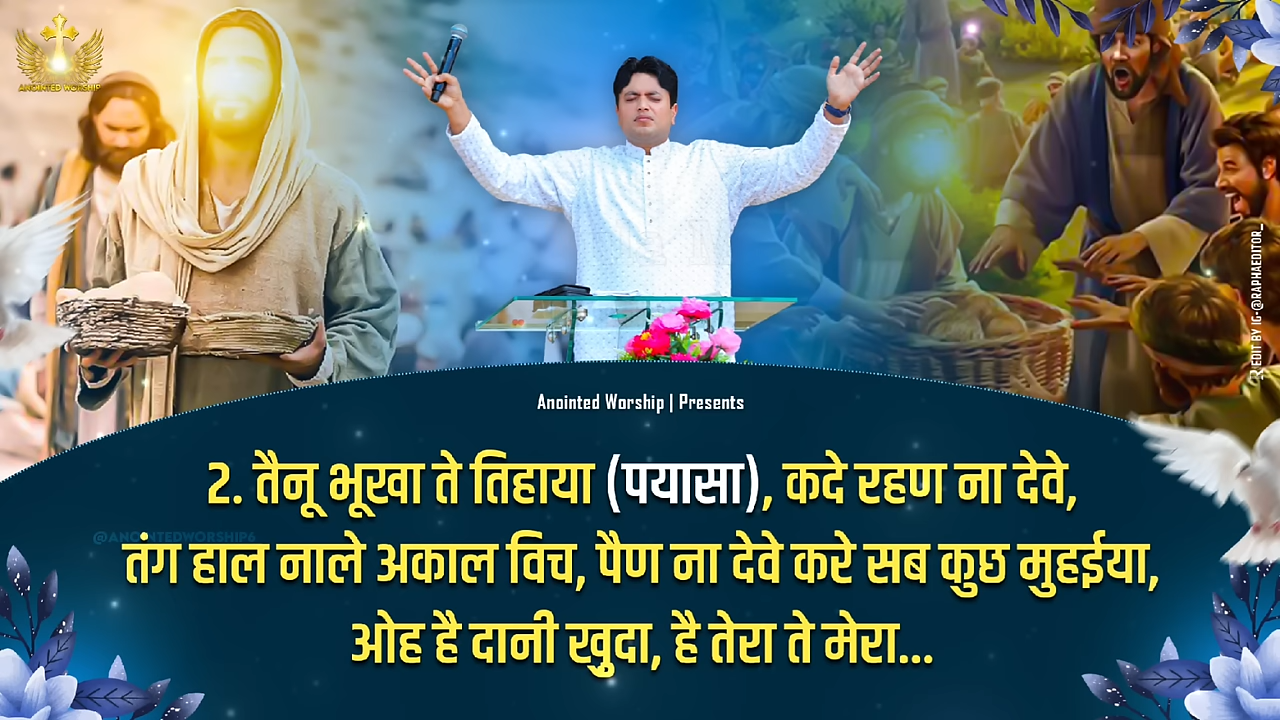 ANOINTED WORSHIP
EDIT BY IG-@RAPHAEDITOR_
Anointed Worship | Presents
2. तैनू भूखा ते तिहाया (पयासा), कदे रहण ना देवे,
@ANOINTEDWORSHIP6
तंग हाल नाले अकाल विच, पैण ना देवे करे सब कुछ मुहईया,
ओह है दानी खुदा, है तेरा ते मेरा...